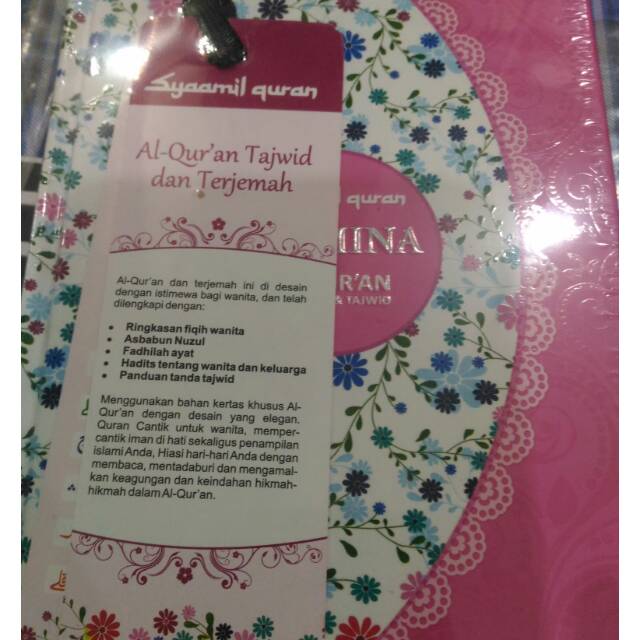 Syaamil quran
Al-Qur'an Tajwid
dan Terjemah
Al-Qur'an dan terjemah ini di desain
dengan istimewa bagi wanita, dan telah
dilengkapi dengan:
• Ringkasan fiqih wanita
• Asbabun Nuzul
• Fadhilah ayat
• Hadits tentang wanita dan keluarga
• Panduan tanda tajwid
Menggunakan bahan kertas khusus Al-
Qur'an dengan desain yang elegan.
Quran Cantik untuk wanita, memper-
cantik iman di hati sekaligus penampilan
islami Anda, Hiasi hari-hari Anda dengan
membaca, mentadaburi dan mengamal-
kan keagungan dan keindahan hikmah-
hikmah dalam Al-Qur'an.
l quran
MINA
R'AN
& TAJWID